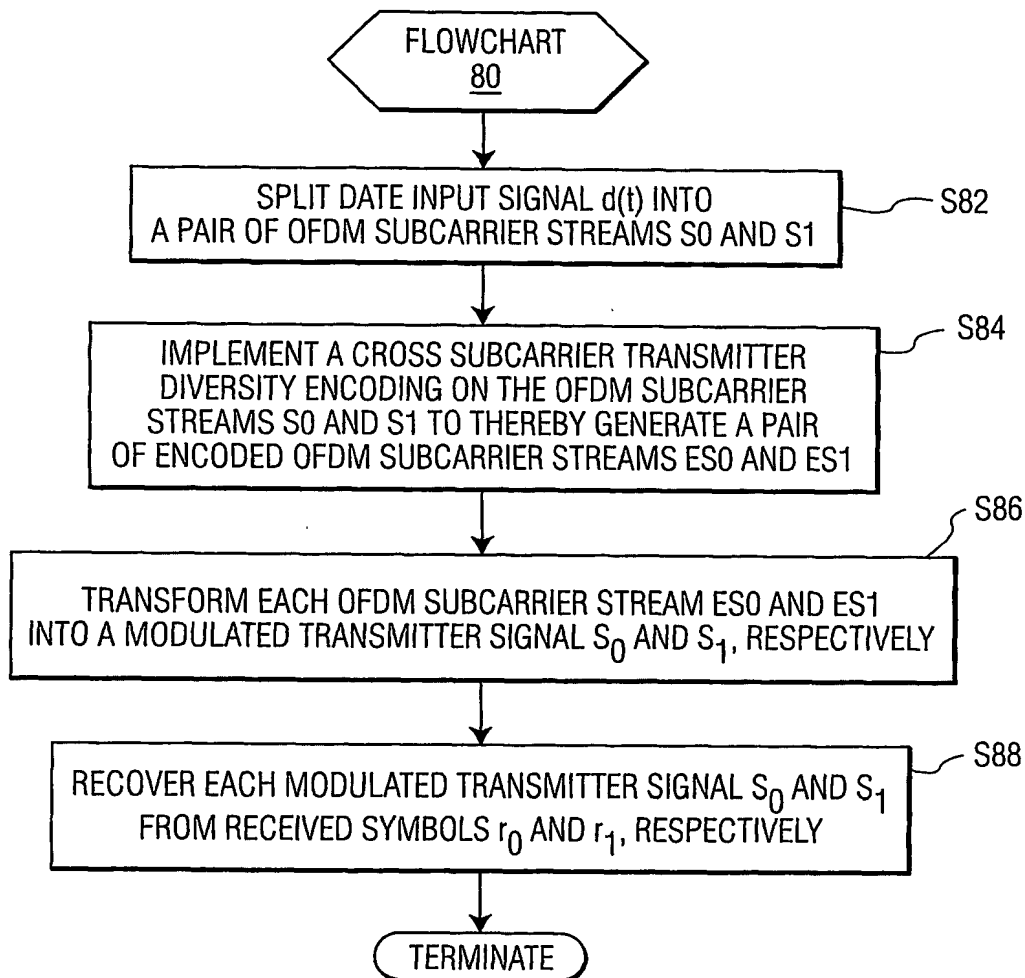 FLOWCHART
80
SPLIT DATE INPUT SIGNAL d(t) INTO
A PAIR OF OFDM SUBCARRIER STREAMS S0 AND S1
S82
IMPLEMENT A CROSS SUBCARRIER TRANSMITTER
DIVERSITY ENCODING ON THE OFDM SUBCARRIER
STREAMS S0 AND S1 TO THEREBY GENERATE A PAIR
OF ENCODED OFDM SUBCARRIER STREAMS ES0 AND ES1
S84
TRANSFORM EACH OFDM SUBCARRIER STREAM ES0 AND ES1
INTO A MODULATED TRANSMITTER SIGNAL S₀ AND S₁, RESPECTIVELY
S86
RECOVER EACH MODULATED TRANSMITTER SIGNAL S₀ AND S₁
FROM RECEIVED SYMBOLS r₀ AND r₁, RESPECTIVELY
S88
TERMINATE